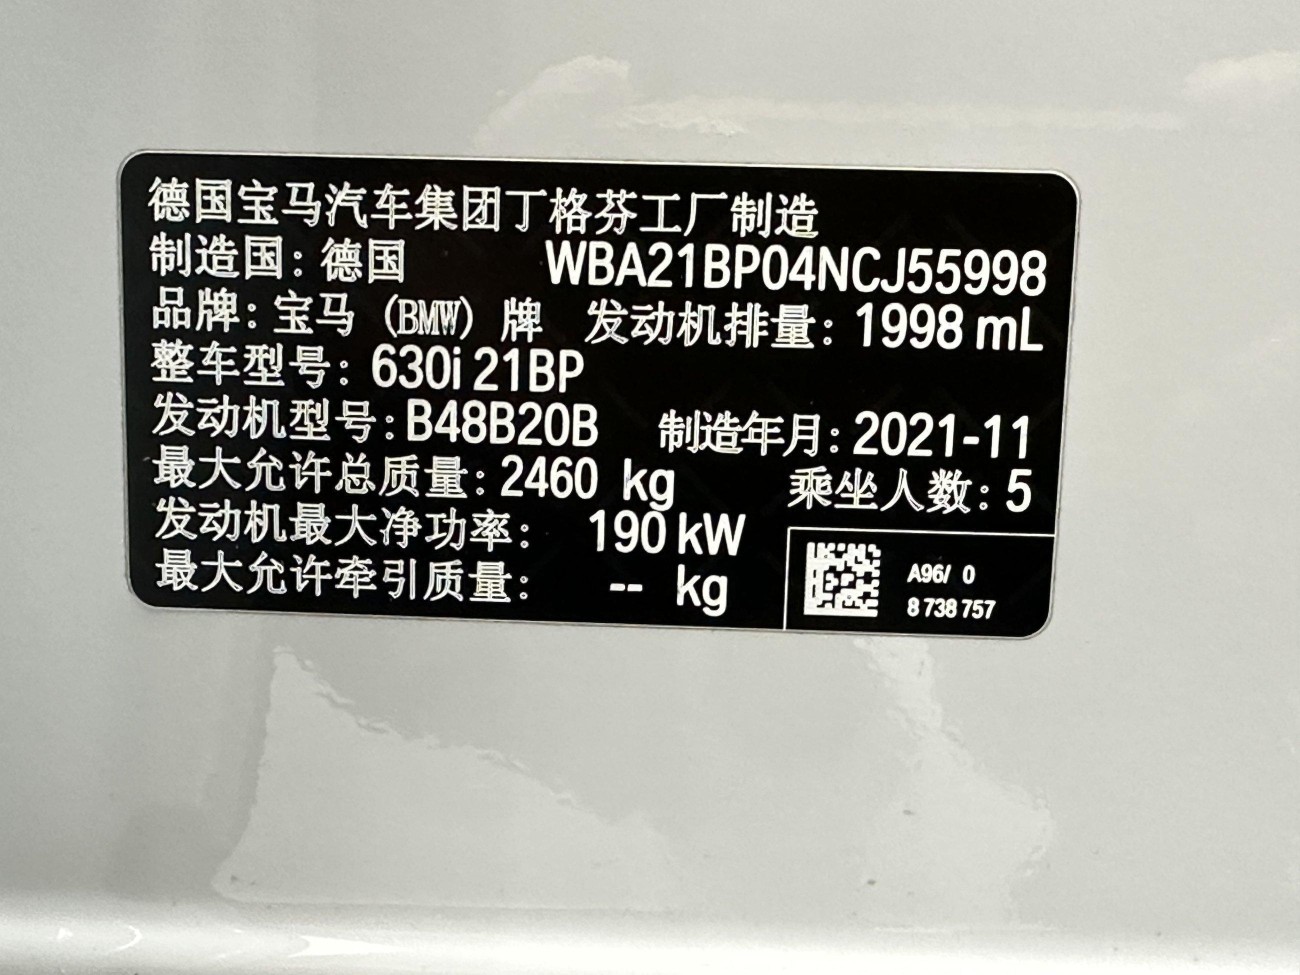 德国宝马汽车集团丁格芬工厂制造
制造国：德国 WBA21BP04NCJ55998
品牌：宝马（BMW）牌 发动机排量：1998 mL
整车型号：630i 21BP
发动机型号：B48B20B 制造年月：2021-11
最大允许总质量：2460 kg 乘坐人数：5
发动机最大净功率： 190 kW
最大允许牵引质量： -- kg
A96/ 0
8 738 757